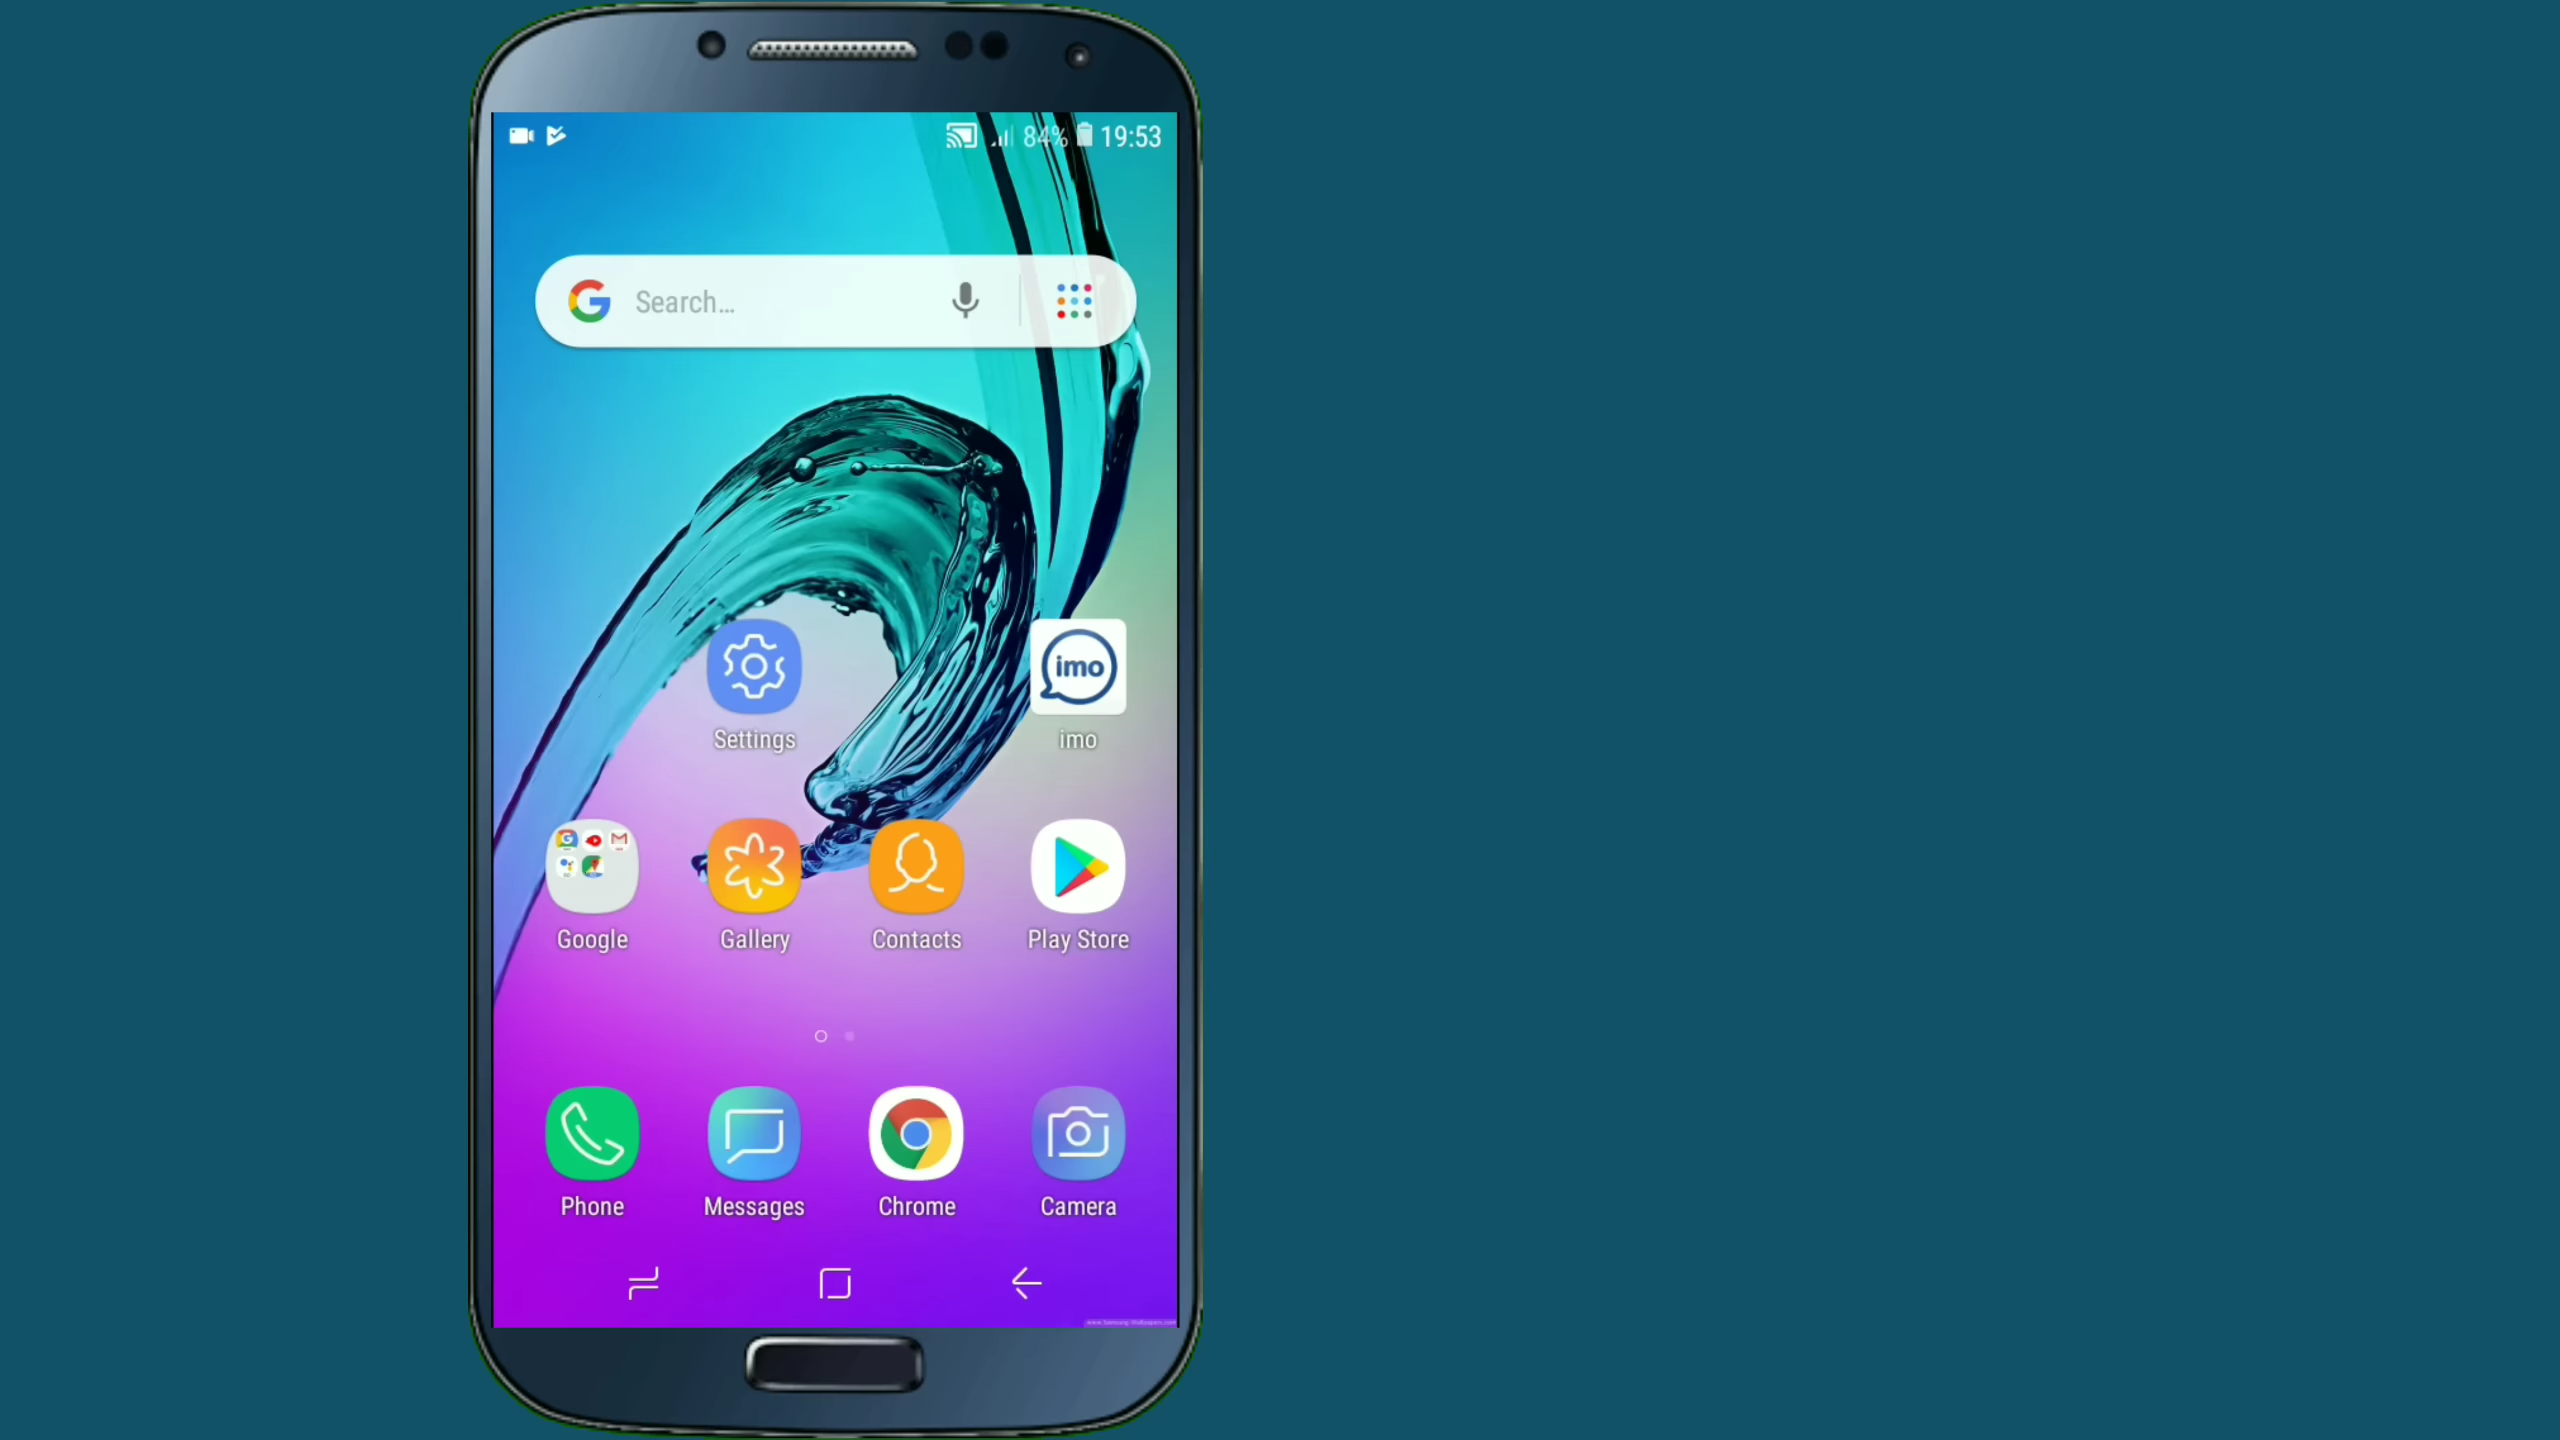 84% 19:53
Search...
imo
Settings imo
Google Gallery Contacts Play Store
Phone Messages Chrome Camera